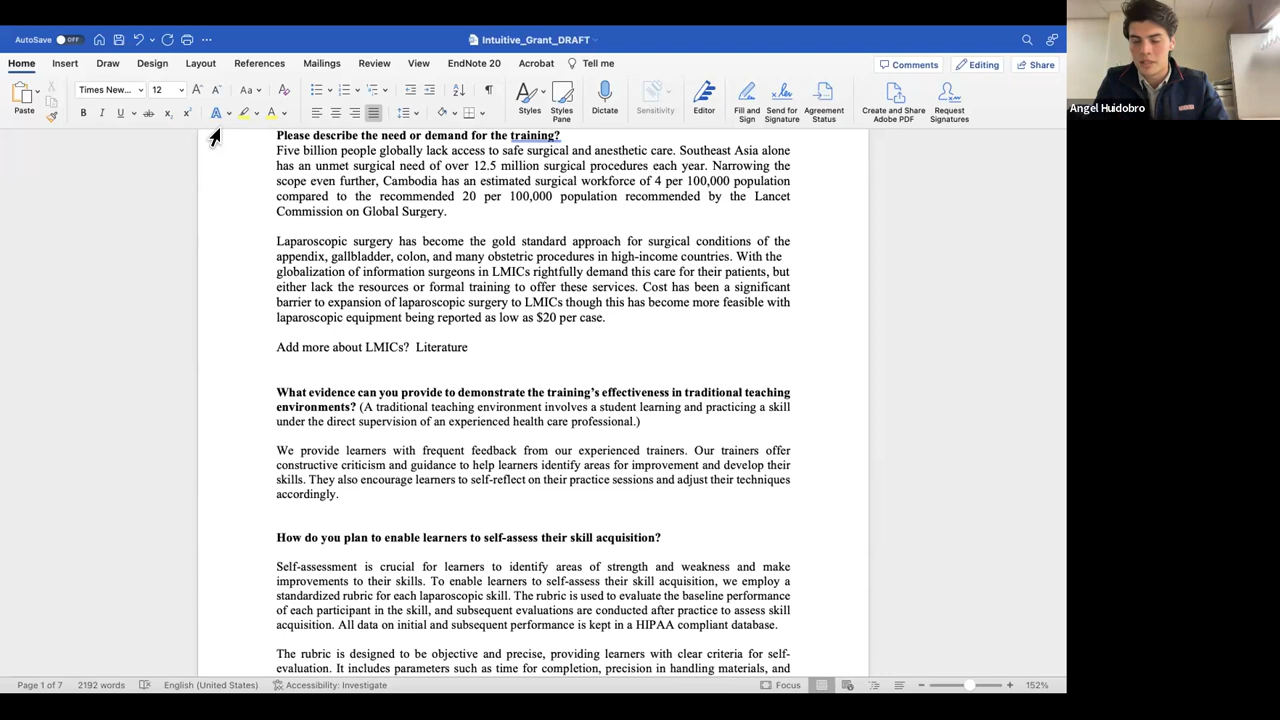 AutoSave OFF
Intuitive_Grant_DRAFT
Home Insert Draw Design Layout References Mailings Review View EndNote 20 Acrobat Tell me
Comments Editing Share
Paste
Times New... 12
Styles Styles Pane Dictate Sensitivity Editor Fill and Sign Send for Signature Agreement Status Create and Share Adobe PDF Request Signatures
Angel Huidobro
Please describe the need or demand for the training?
Five billion people globally lack access to safe surgical and anesthetic care. Southeast Asia alone
has an unmet surgical need of over 12.5 million surgical procedures each year. Narrowing the
scope even further, Cambodia has an estimated surgical workforce of 4 per 100,000 population
compared to the recommended 20 per 100,000 population recommended by the Lancet
Commission on Global Surgery.
Laparoscopic surgery has become the gold standard approach for surgical conditions of the
appendix, gallbladder, colon, and many obstetric procedures in high-income countries. With the
globalization of information surgeons in LMICs rightfully demand this care for their patients, but
either lack the resources or formal training to offer these services. Cost has been a significant
barrier to expansion of laparoscopic surgery to LMICs though this has become more feasible with
laparoscopic equipment being reported as low as $20 per case.
Add more about LMICs? Literature
What evidence can you provide to demonstrate the training's effectiveness in traditional teaching
environments? (A traditional teaching environment involves a student learning and practicing a skill
under the direct supervision of an experienced health care professional.)
We provide learners with frequent feedback from our experienced trainers. Our trainers offer
constructive criticism and guidance to help learners identify areas for improvement and develop their
skills. They also encourage learners to self-reflect on their practice sessions and adjust their techniques
accordingly.
How do you plan to enable learners to self-assess their skill acquisition?
Self-assessment is crucial for learners to identify areas of strength and weakness and make
improvements to their skills. To enable learners to self-assess their skill acquisition, we employ a
standardized rubric for each laparoscopic skill. The rubric is used to evaluate the baseline performance
of each participant in the skill, and subsequent evaluations are conducted after practice to assess skill
acquisition. All data on initial and subsequent performance is kept in a HIPAA compliant database.
The rubric is designed to be objective and precise, providing learners with clear criteria for self-
evaluation. It includes parameters such as time for completion, precision in handling materials, and
Page 1 of 7 2192 words English (United States) Accessibility: Investigate Focus 152%